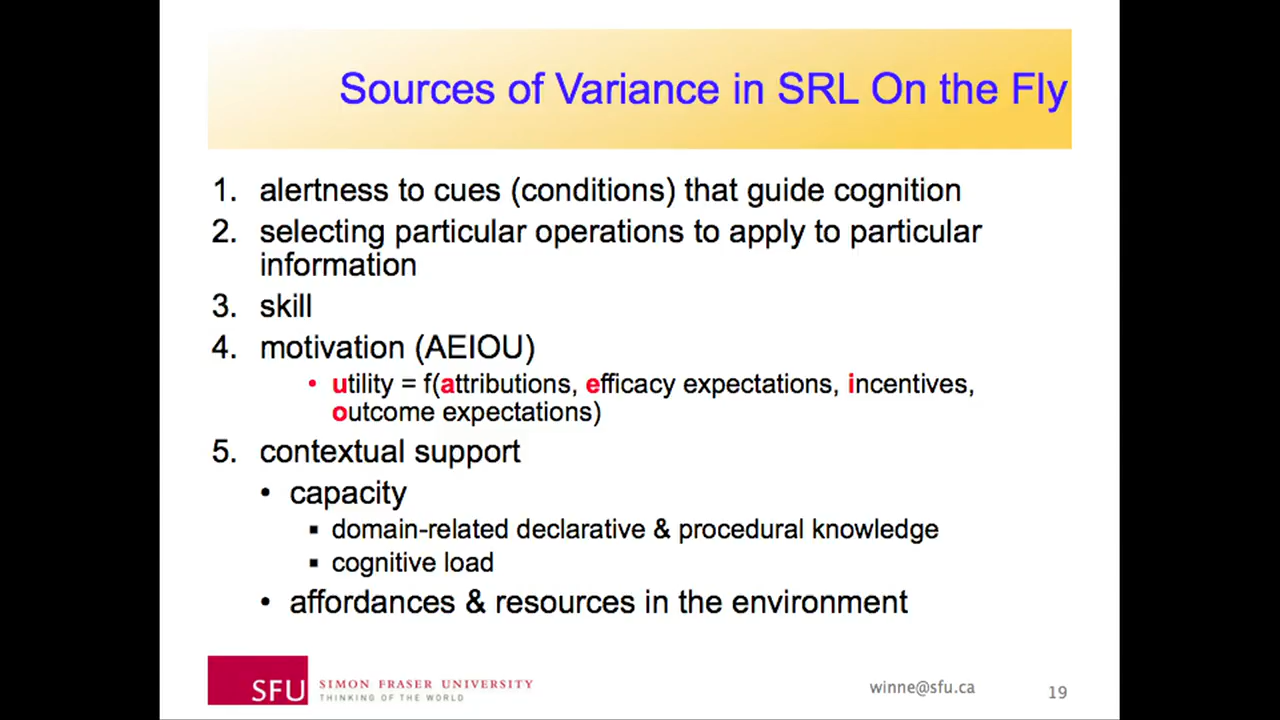 Sources of Variance in SRL On the Fly
1. alertness to cues (conditions) that guide cognition
2. selecting particular operations to apply to particular
information
3. skill
4. motivation (AEIOU)
• utility = f(attributions, efficacy expectations, incentives,
outcome expectations)
5. contextual support
• capacity
▪ domain-related declarative & procedural knowledge
▪ cognitive load
• affordances & resources in the environment
SFU
SIMON FRASER UNIVERSITY
THINKING OF THE WORLD
winne@sfu.ca
19